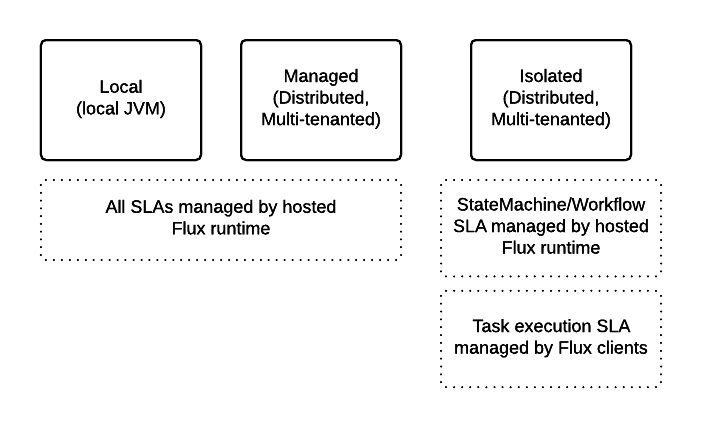 Local
(local JVM)
Managed
(Distributed,
Multi-tenanted)
Isolated
(Distributed,
Multi-tenanted)
All SLAs managed by hosted
Flux runtime
StateMachine/Workflow
SLA managed by hosted
Flux runtime
Task execution SLA
managed by Flux clients